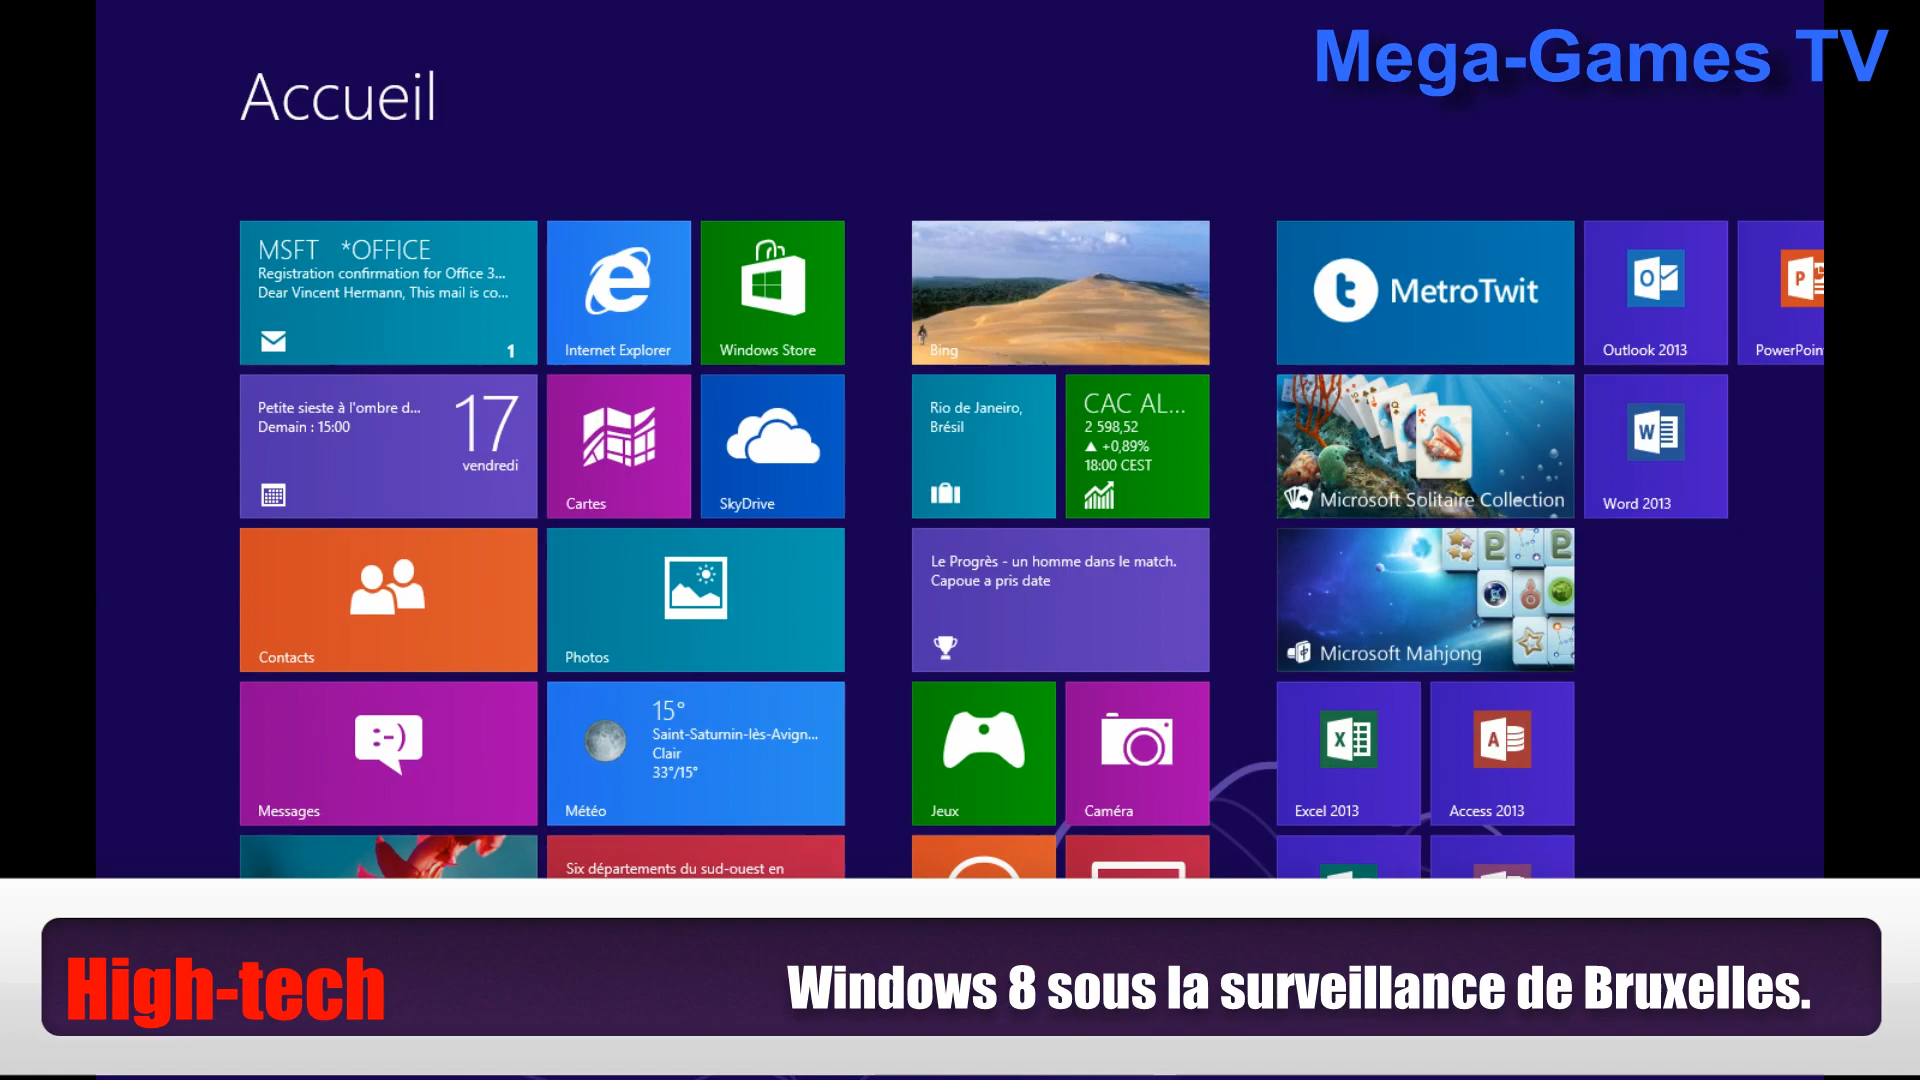 Mega-Games TV
Accueil
MSFT *OFFICE
Registration confirmation for Office 3...
Dear Vincent Hermann, This mail is co...
1
Internet Explorer
Windows Store
Bing
MetroTwit
Outlook 2013
PowerPoin
Petite sieste à l'ombre d...
Demain : 15:00
17
vendredi
Cartes
SkyDrive
Rio de Janeiro,
Brésil
CAC AL...
2 598,52
▲ +0,89%
18:00 CEST
Microsoft Solitaire Collection
Word 2013
Contacts
Photos
Le Progrès - un homme dans le match.
Capoue a pris date
Microsoft Mahjong
:-)
Messages
15°
Saint-Saturnin-lès-Avign...
Clair
33°/15°
Météo
Jeux
Caméra
Excel 2013
Access 2013
Six départements du sud-ouest en
High-tech
Windows 8 sous la surveillance de Bruxelles.